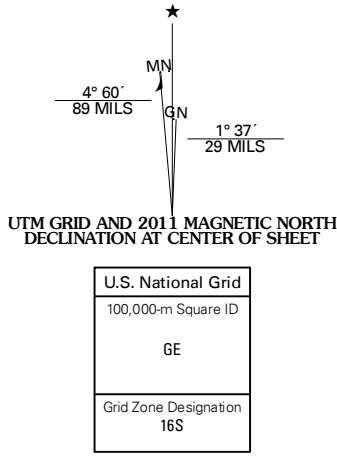 ★
MN
4° 60´
89 MILS
GN
1° 37´
29 MILS
UTM GRID AND 2011 MAGNETIC NORTH
DECLINATION AT CENTER OF SHEET
U.S. National Grid
100,000-m Square ID
GE
Grid Zone Designation
16S